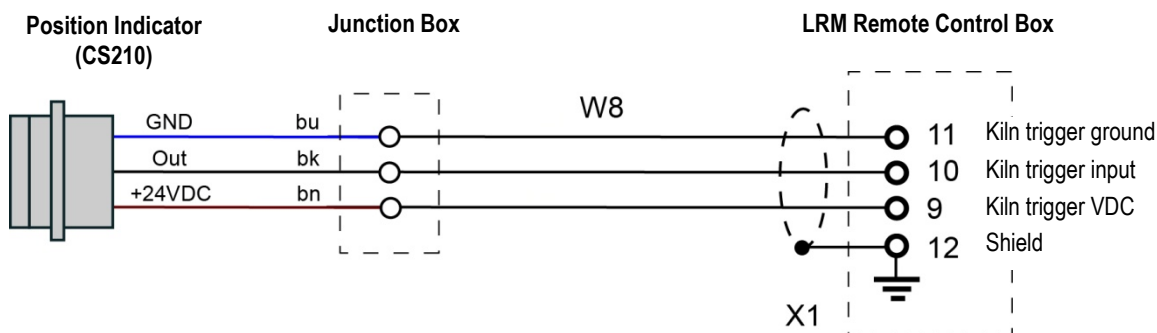 Position Indicator
(CS210)
Junction Box
LRM Remote Control Box
W8
GND bu
11 Kiln trigger ground
Out bk
10 Kiln trigger input
+24VDC bn
9 Kiln trigger VDC
12 Shield
X1